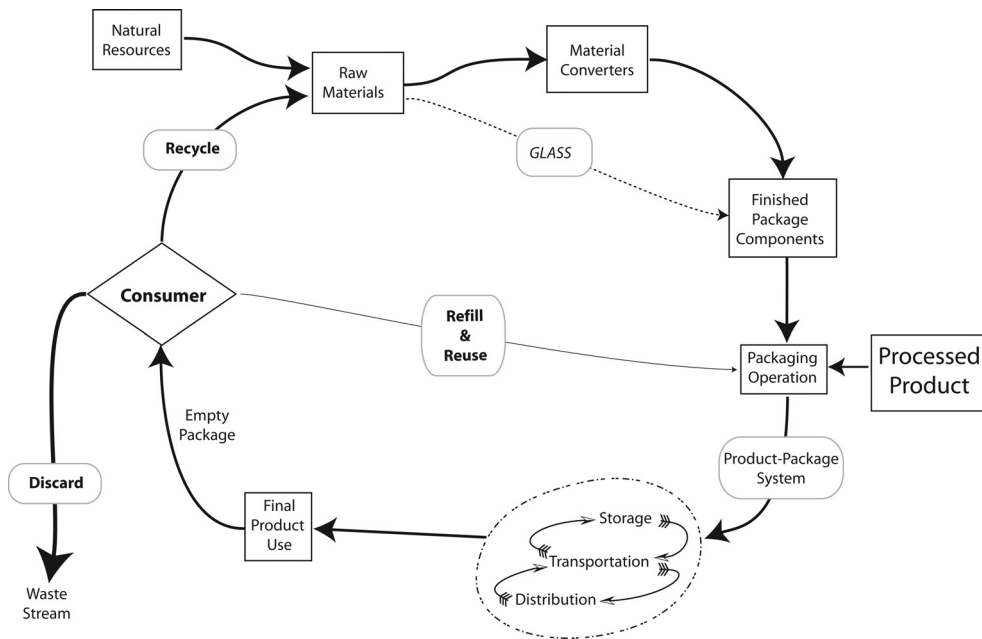 Natural
Resources
Raw
Materials
Material
Converters
Recycle
GLASS
Finished
Package
Components
Consumer
Refill
&
Reuse
Packaging
Operation
Processed
Product
Empty
Package
Product-Package
System
Discard
Final
Product
Use
Storage
Transportation
Distribution
Waste
Stream